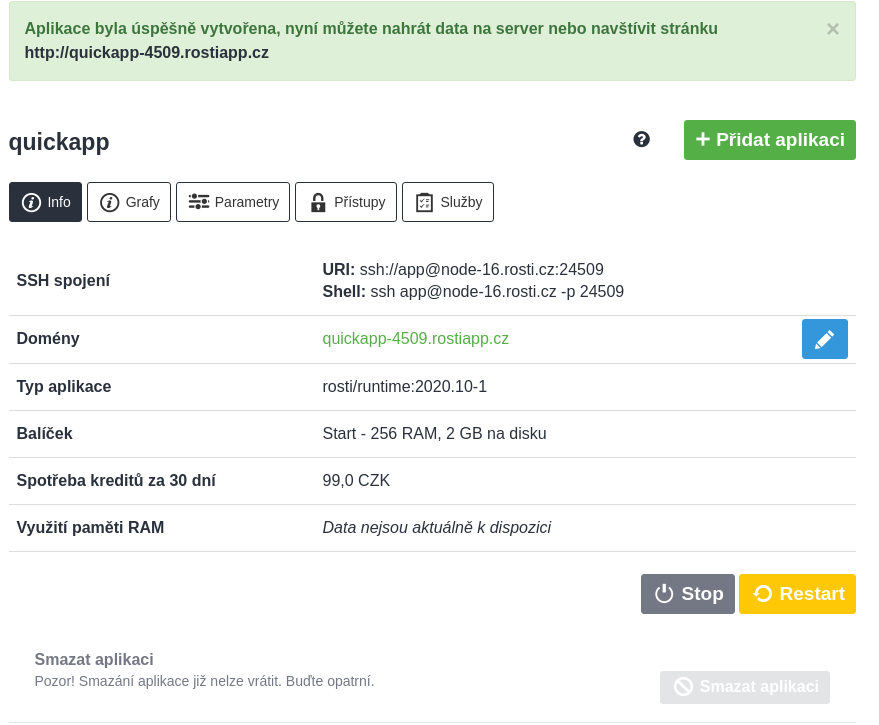 Aplikace byla úspěšně vytvořena, nyní můžete nahrát data na server nebo navštívit stránku
http://quickapp-4509.rostiapp.cz
×
quickapp
?
+ Přidat aplikaci
Info
Grafy
Parametry
Přístupy
Služby
SSH spojení
URI: ssh://app@node-16.rosti.cz:24509
Shell: ssh app@node-16.rosti.cz -p 24509
Domény
quickapp-4509.rostiapp.cz
Typ aplikace
rosti/runtime:2020.10-1
Balíček
Start - 256 RAM, 2 GB na disku
Spotřeba kreditů za 30 dní
99,0 CZK
Využití paměti RAM
Data nejsou aktuálně k dispozici
Stop
Restart
Smazat aplikaci
Pozor! Smazání aplikace již nelze vrátit. Buďte opatrní.
Smazat aplikaci